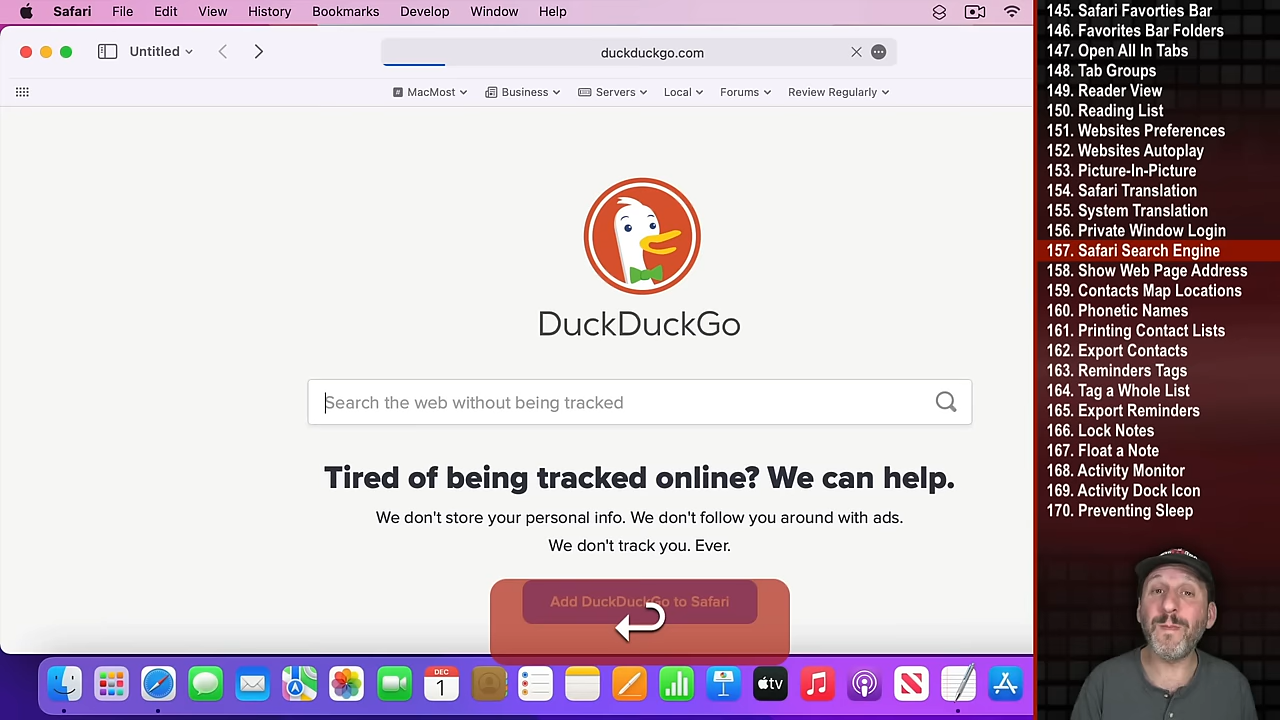 Safari File Edit View History Bookmarks Develop Window Help
Untitled
duckduckgo.com
MacMost Business Servers Local Forums Review Regularly
DuckDuckGo
Search the web without being tracked
Tired of being tracked online? We can help.
We don't store your personal info. We don't follow you around with ads.
We don't track you. Ever.
Add DuckDuckGo to Safari
DEC
1
tv
145. Safari Favorties Bar
146. Favorites Bar Folders
147. Open All In Tabs
148. Tab Groups
149. Reader View
150. Reading List
151. Websites Preferences
152. Websites Autoplay
153. Picture-In-Picture
154. Safari Translation
155. System Translation
156. Private Window Login
157. Safari Search Engine
158. Show Web Page Address
159. Contacts Map Locations
160. Phonetic Names
161. Printing Contact Lists
162. Export Contacts
163. Reminders Tags
164. Tag a Whole List
165. Export Reminders
166. Lock Notes
167. Float a Note
168. Activity Monitor
169. Activity Dock Icon
170. Preventing Sleep